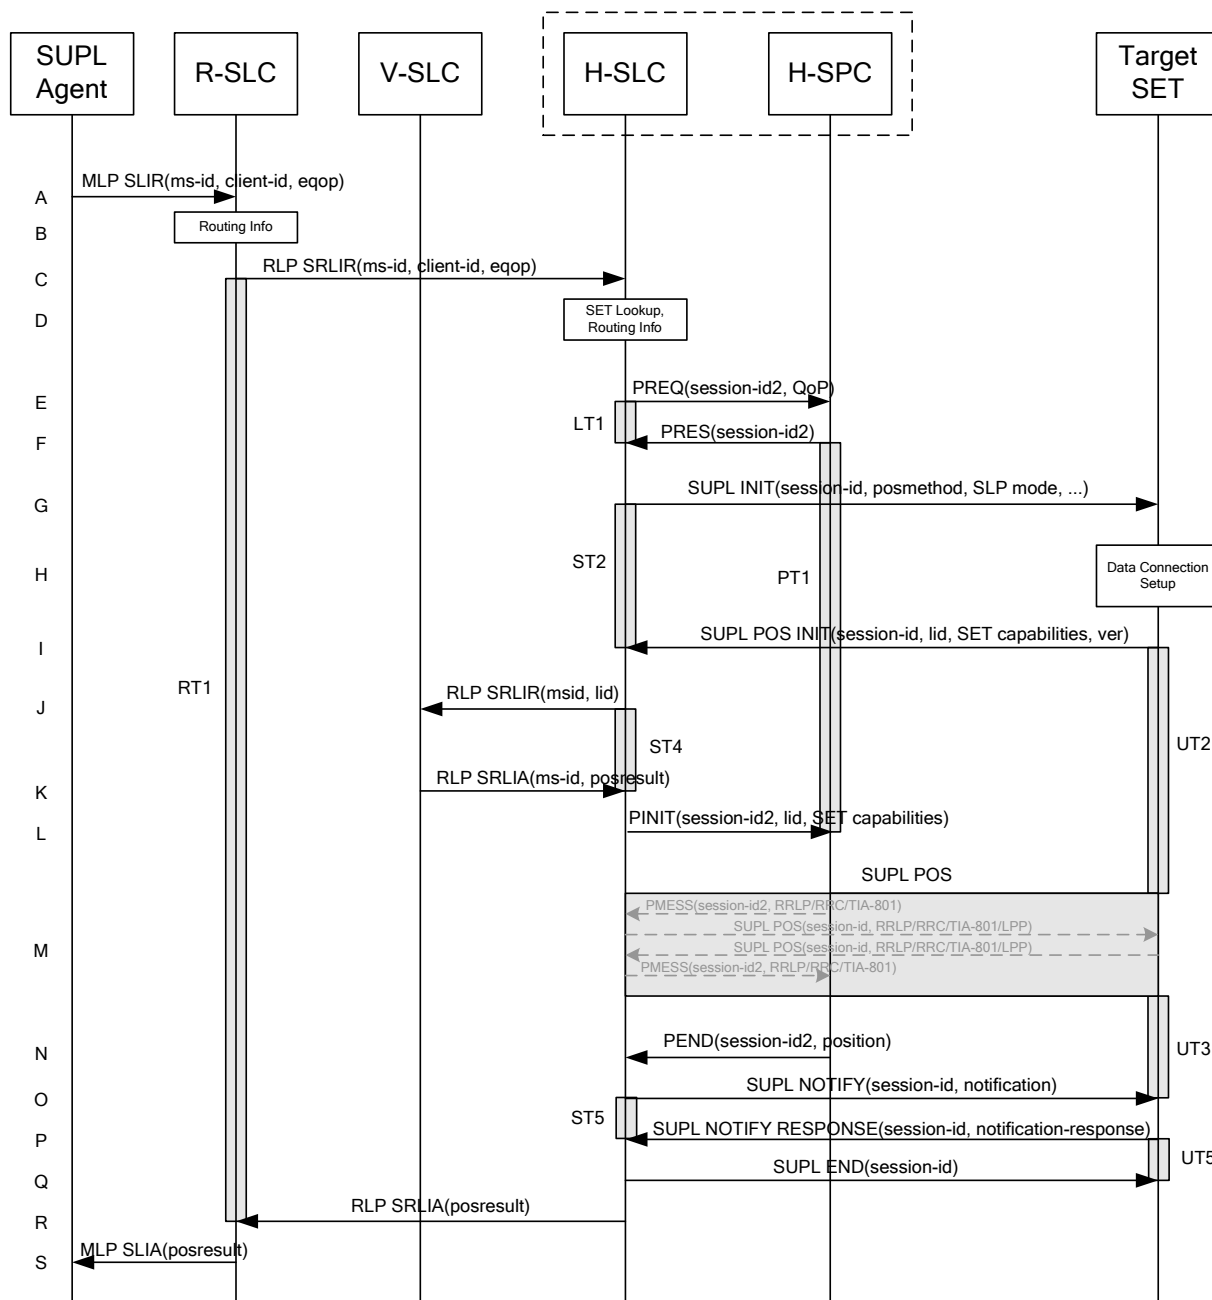 SUPL
Agent
R-SLC
V-SLC
H-SLC
H-SPC
Target
SET
A
MLP SLIR(ms-id, client-id, eqop)
B
Routing Info
C
RLP SRLIR(ms-id, client-id, eqop)
D
SET Lookup,
Routing Info
E
PREQ(session-id2, QoP)
LT1
F
PRES(session-id2)
G
SUPL INIT(session-id, posmethod, SLP mode, ...)
H
ST2
PT1
Data Connection
Setup
I
SUPL POS INIT(session-id, lid, SET capabilities, ver)
RT1
J
RLP SRLIR(msid, lid)
ST4
UT2
K
RLP SRLIA(ms-id, posresult)
L
PINIT(session-id2, lid, SET capabilities)
SUPL POS
PMESS(session-id2, RRLP/RRC/TIA-801)
SUPL POS(session-id, RRLP/RRC/TIA-801/LPP)
M
SUPL POS(session-id, RRLP/RRC/TIA-801/LPP)
PMESS(session-id2, RRLP/RRC/TIA-801)
N
PEND(session-id2, position)
UT3
O
SUPL NOTIFY(session-id, notification)
ST5
P
SUPL NOTIFY RESPONSE(session-id, notification-response)
UT5
Q
SUPL END(session-id)
R
RLP SRLIA(posresult)
S
MLP SLIA(posresult)